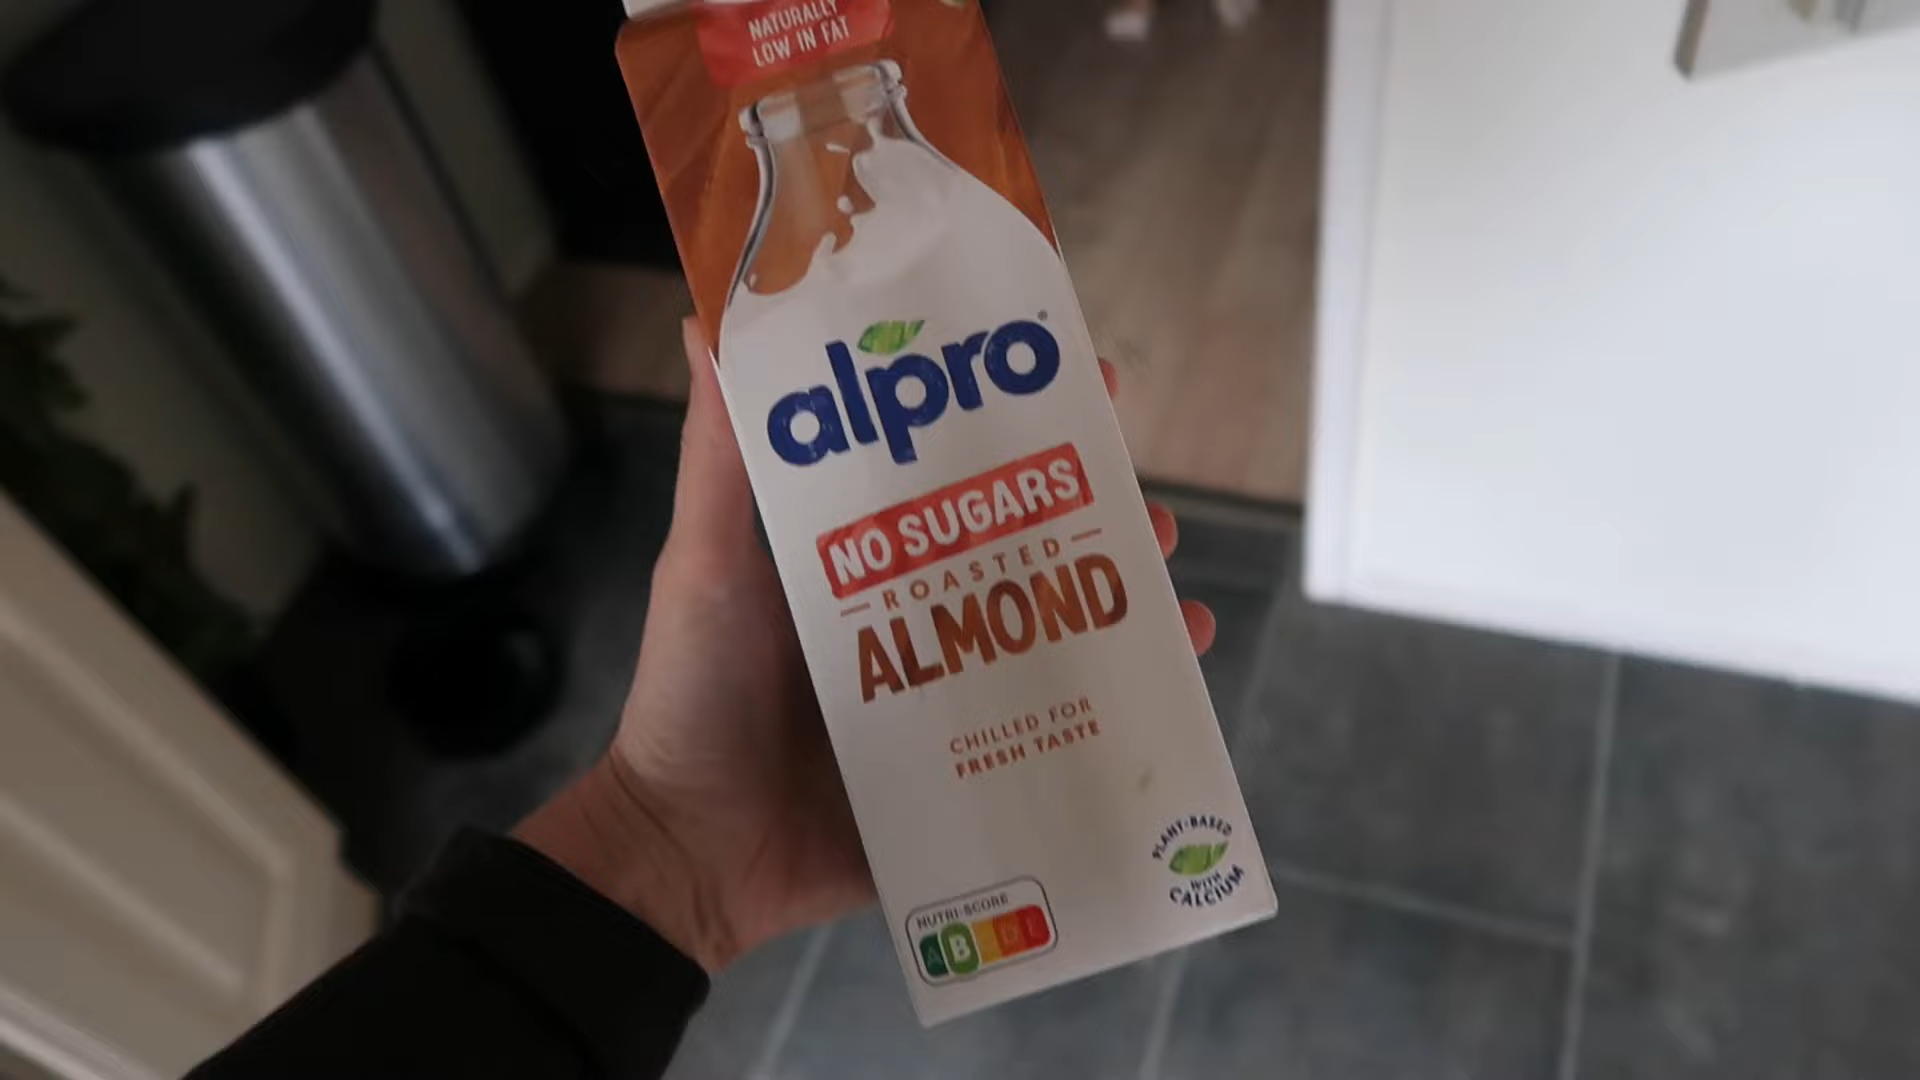 NATURALLY
LOW IN FAT
alpro®
NO SUGARS
ROASTED
ALMOND
CHILLED FOR
FRESH TASTE
PLANT-BASED
WITH
CALCIUM
NUTRI-SCORE
A B D E